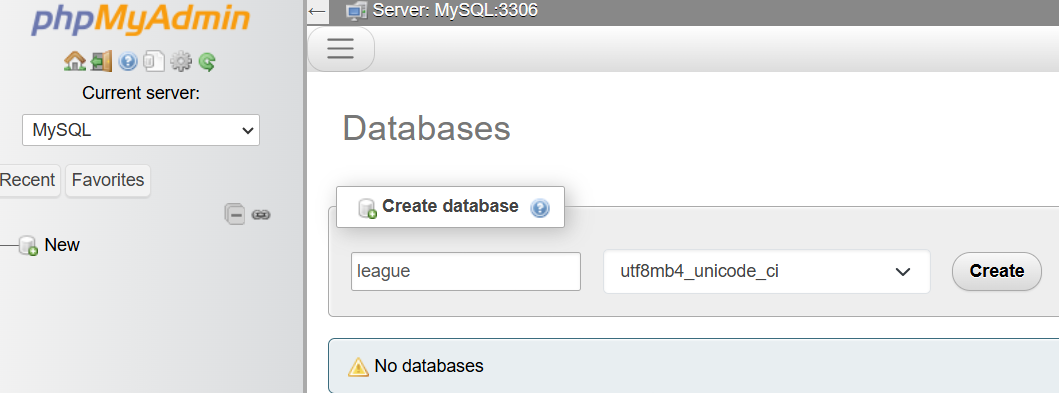 phpMyAdmin
Current server:
MySQL
Recent Favorites
New
← Server: MySQL:3306
Databases
Create database
league utf8mb4_unicode_ci Create
No databases